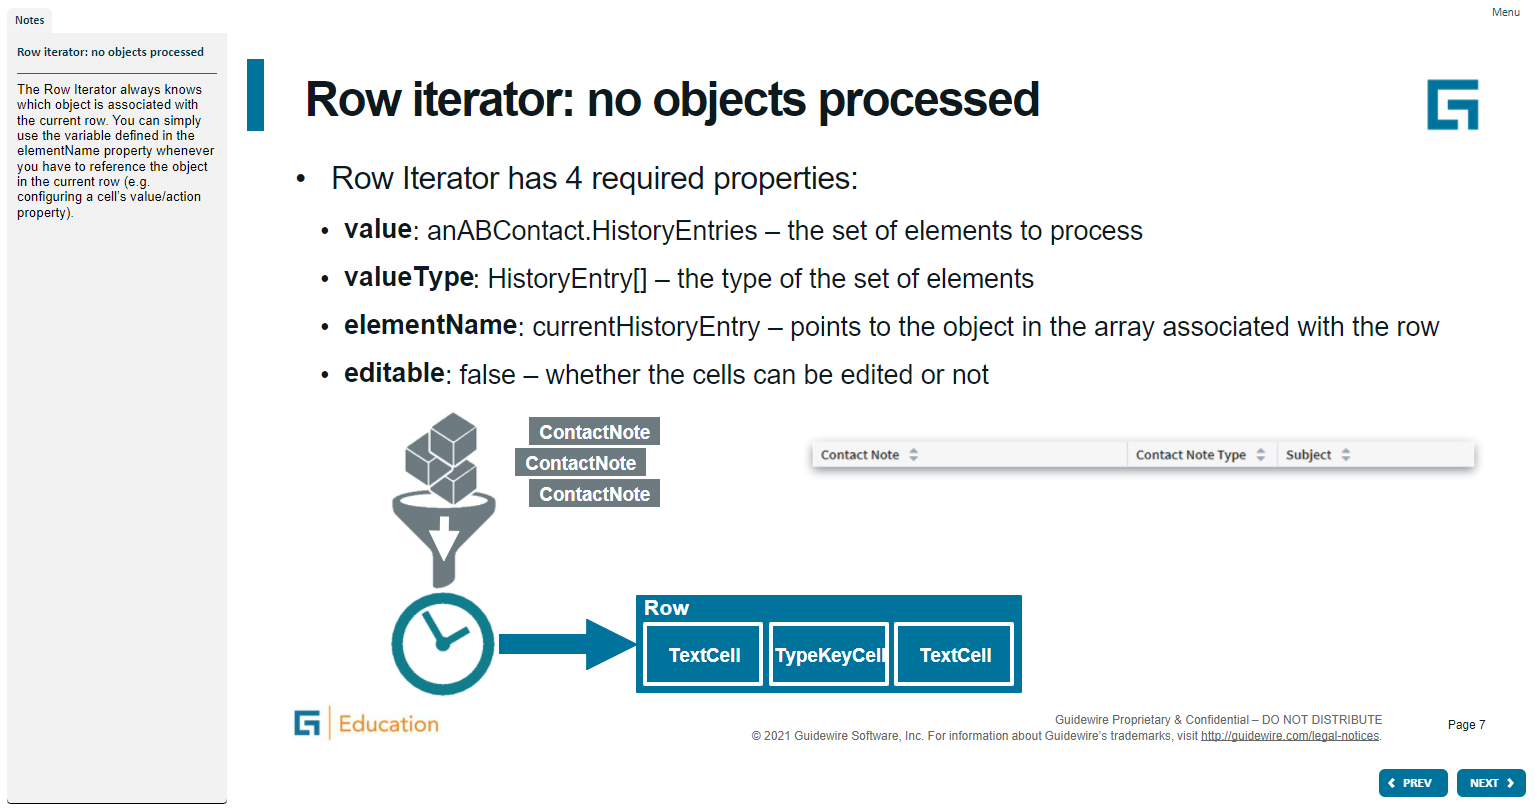 Notes
Menu
Row iterator: no objects processed
The Row Iterator always knows
which object is associated with
the current row. You can simply
use the variable defined in the
elementName property whenever
you have to reference the object
in the current row (e.g.
configuring a cell's value/action
property).
Row iterator: no objects processed
• Row Iterator has 4 required properties:
• value: anABContact.HistoryEntries – the set of elements to process
• valueType: HistoryEntry[] – the type of the set of elements
• elementName: currentHistoryEntry – points to the object in the array associated with the row
• editable: false – whether the cells can be edited or not
ContactNote
ContactNote
ContactNote
Contact Note Contact Note Type Subject
Row
TextCell TypeKeyCell TextCell
Education
Guidewire Proprietary & Confidential – DO NOT DISTRIBUTE
© 2021 Guidewire Software, Inc. For information about Guidewire's trademarks, visit http://guidewire.com/legal-notices.
Page 7
PREV NEXT